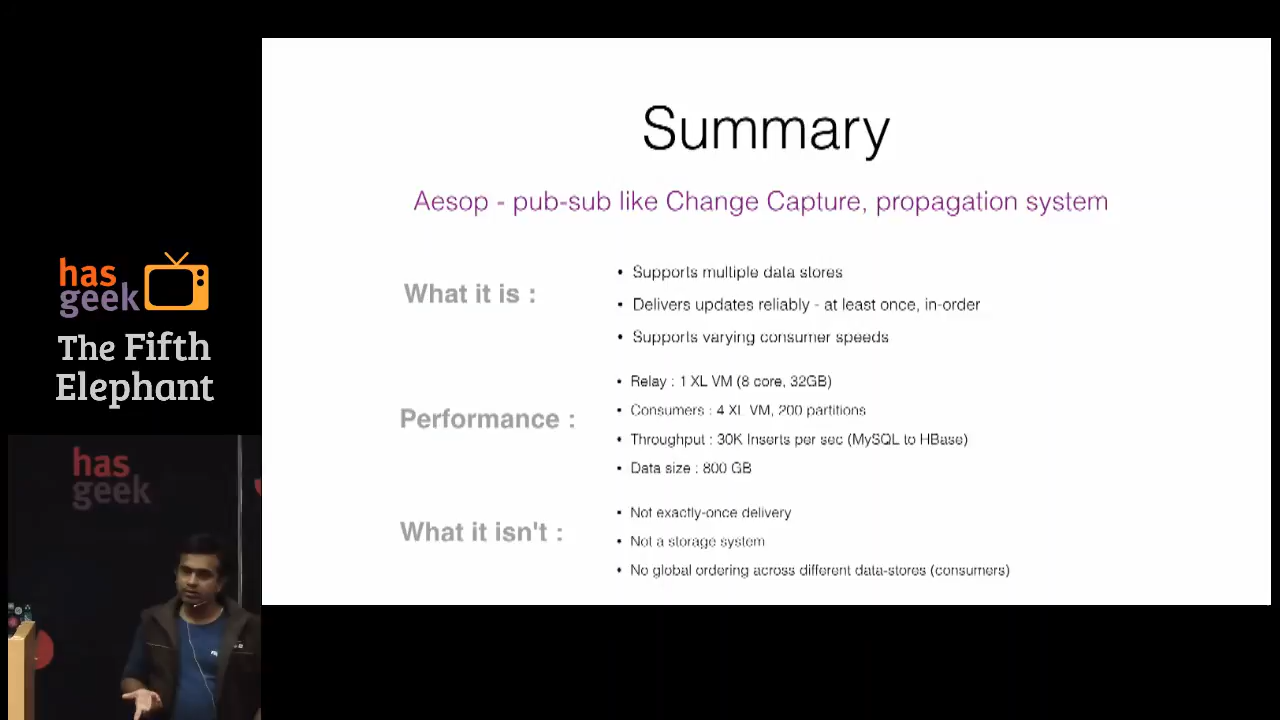 Summary
Aesop - pub-sub like Change Capture, propagation system
What it is :
• Supports multiple data stores
• Delivers updates reliably - at least once, in-order
• Supports varying consumer speeds
Performance :
• Relay : 1 XL VM (8 core, 32GB)
• Consumers : 4 XL VM, 200 partitions
• Throughput : 30K Inserts per sec (MySQL to HBase)
• Data size : 800 GB
What it isn't :
• Not exactly-once delivery
• Not a storage system
• No global ordering across different data-stores (consumers)
has
geek
The Fifth
Elephant
has
geek